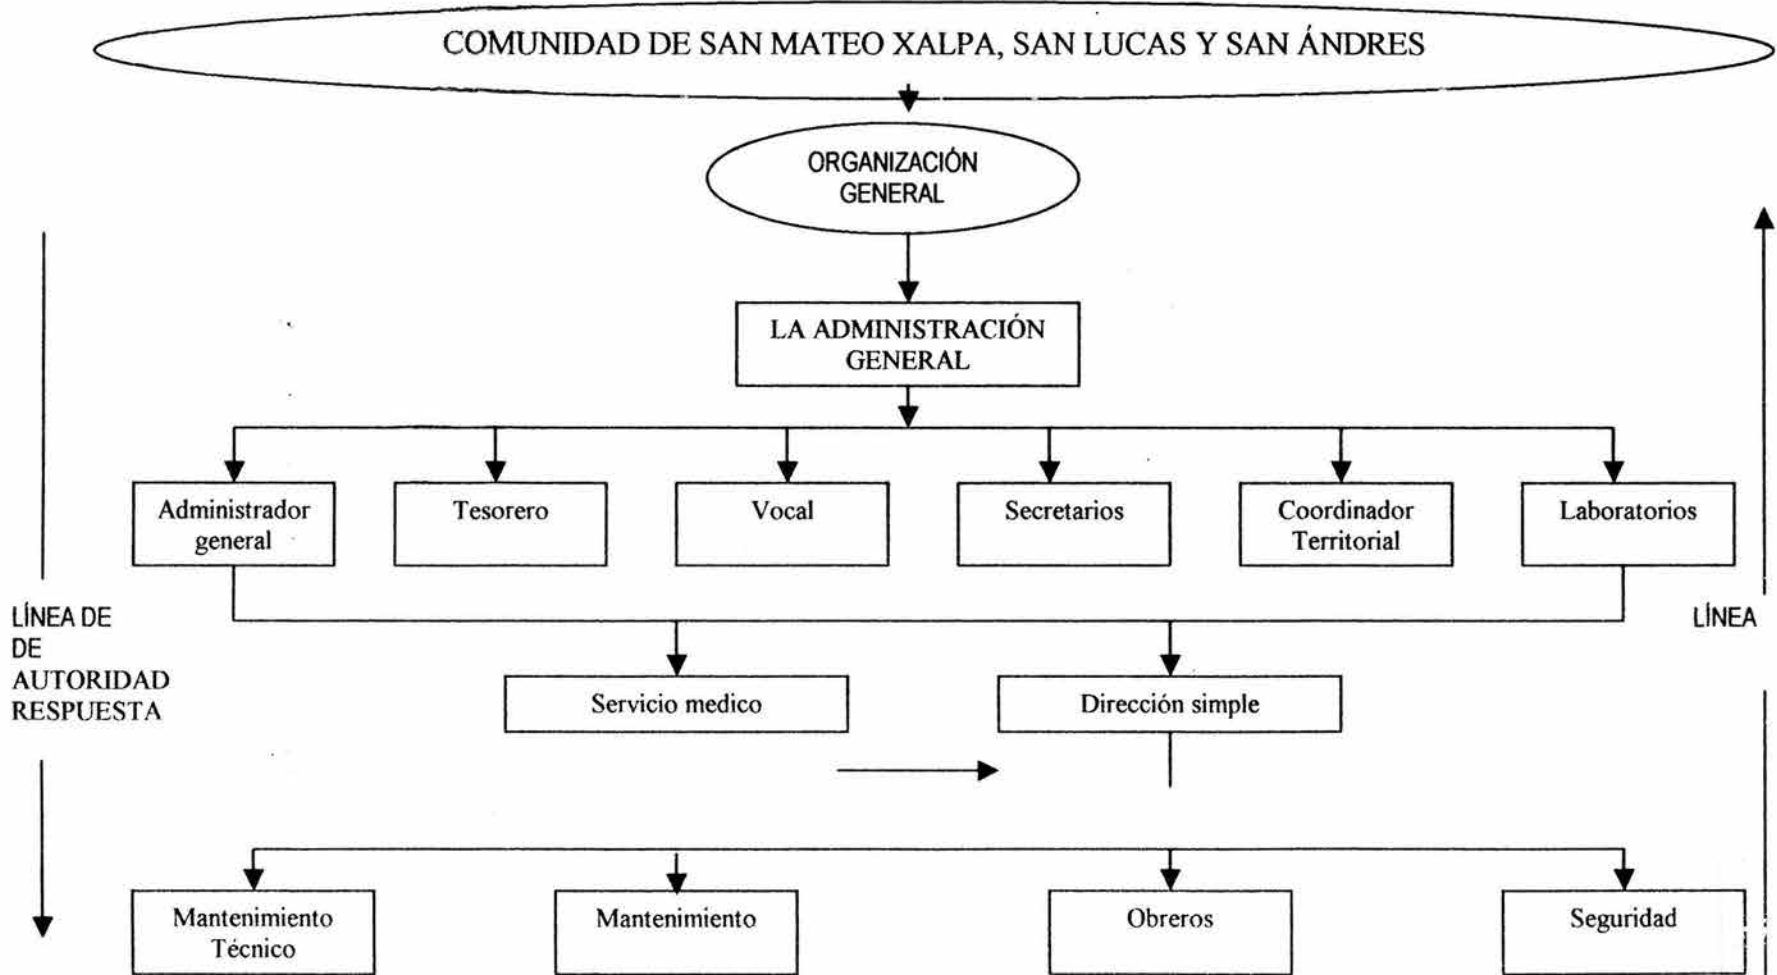 COMUNIDAD DE SAN MATEO XALPA, SAN LUCAS Y SAN ÁNDRES
ORGANIZACIÓN
GENERAL
LA ADMINISTRACIÓN
GENERAL
Administrador
general
Tesorero
Vocal
Secretarios
Coordinador
Territorial
Laboratorios
LÍNEA DE
DE
AUTORIDAD
RESPUESTA
LÍNEA
Servicio medico
Dirección simple
Mantenimiento
Técnico
Mantenimiento
Obreros
Seguridad